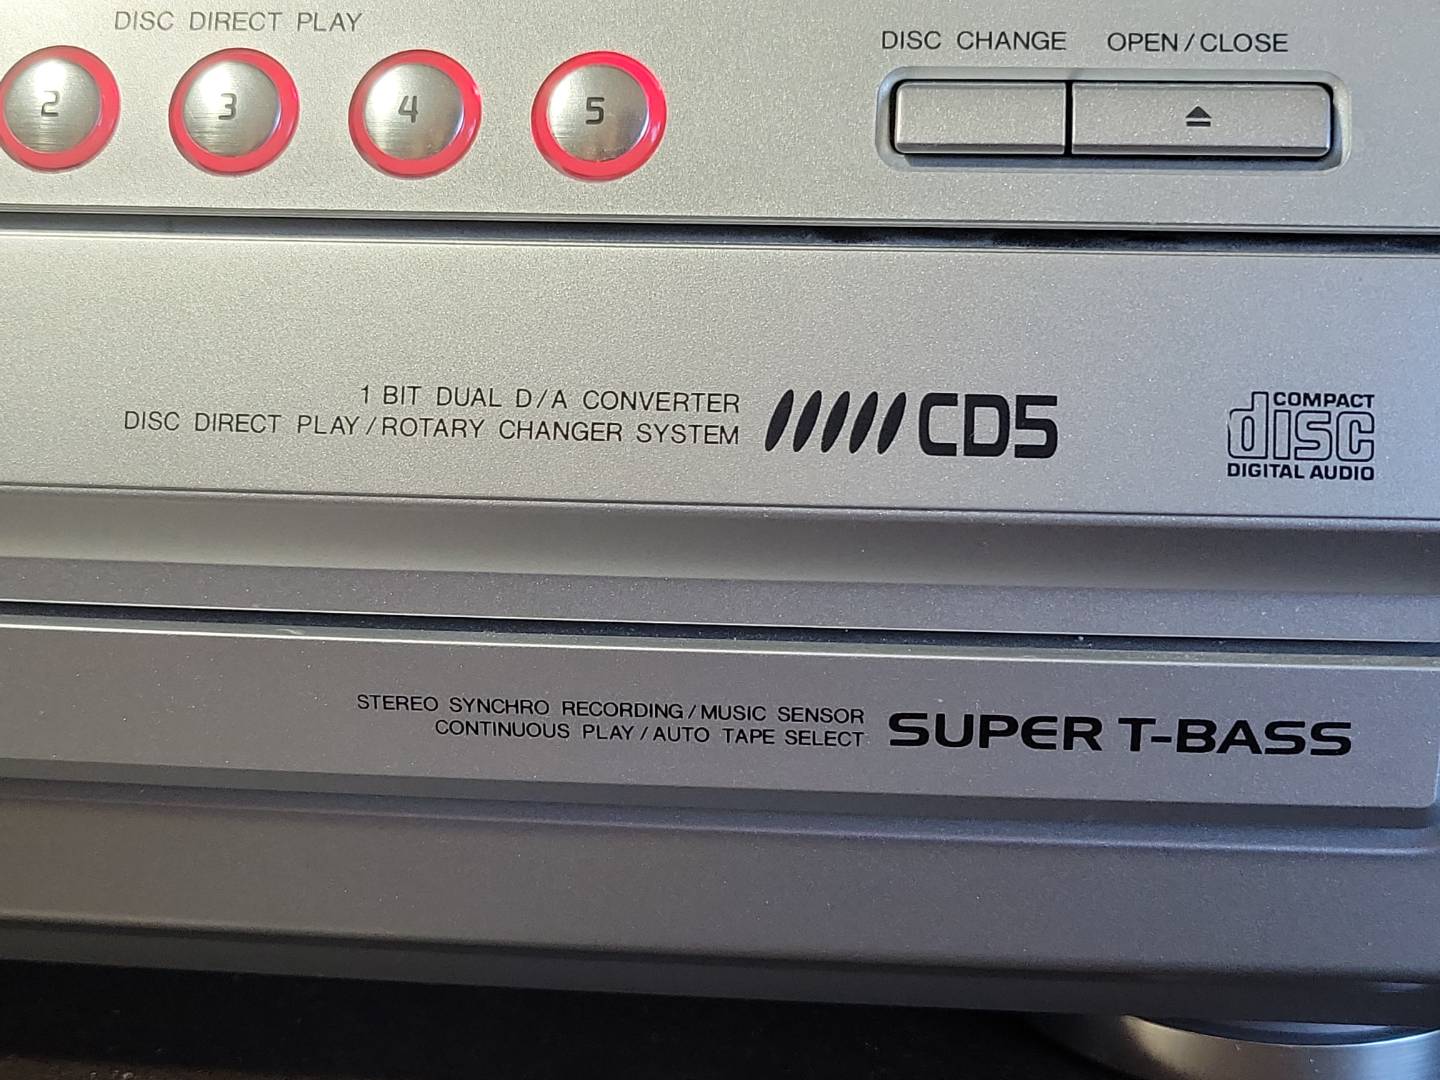 DISC DIRECT PLAY
DISC CHANGE OPEN/CLOSE
2 3 4 5
1 BIT DUAL D/A CONVERTER
DISC DIRECT PLAY/ROTARY CHANGER SYSTEM
CD5
COMPACT
disc
DIGITAL AUDIO
STEREO SYNCHRO RECORDING/MUSIC SENSOR
CONTINUOUS PLAY/AUTO TAPE SELECT
SUPER T-BASS